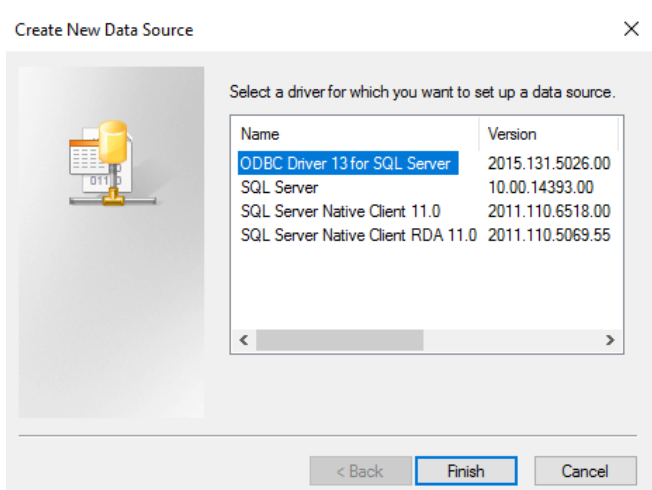 Create New Data Source
Select a driver for which you want to set up a data source.
Name Version
ODBC Driver 13 for SQL Server 2015.131.5026.00
SQL Server 10.00.14393.00
SQL Server Native Client 11.0 2011.110.6518.00
SQL Server Native Client RDA 11.0 2011.110.5069.55
< Back Finish Cancel